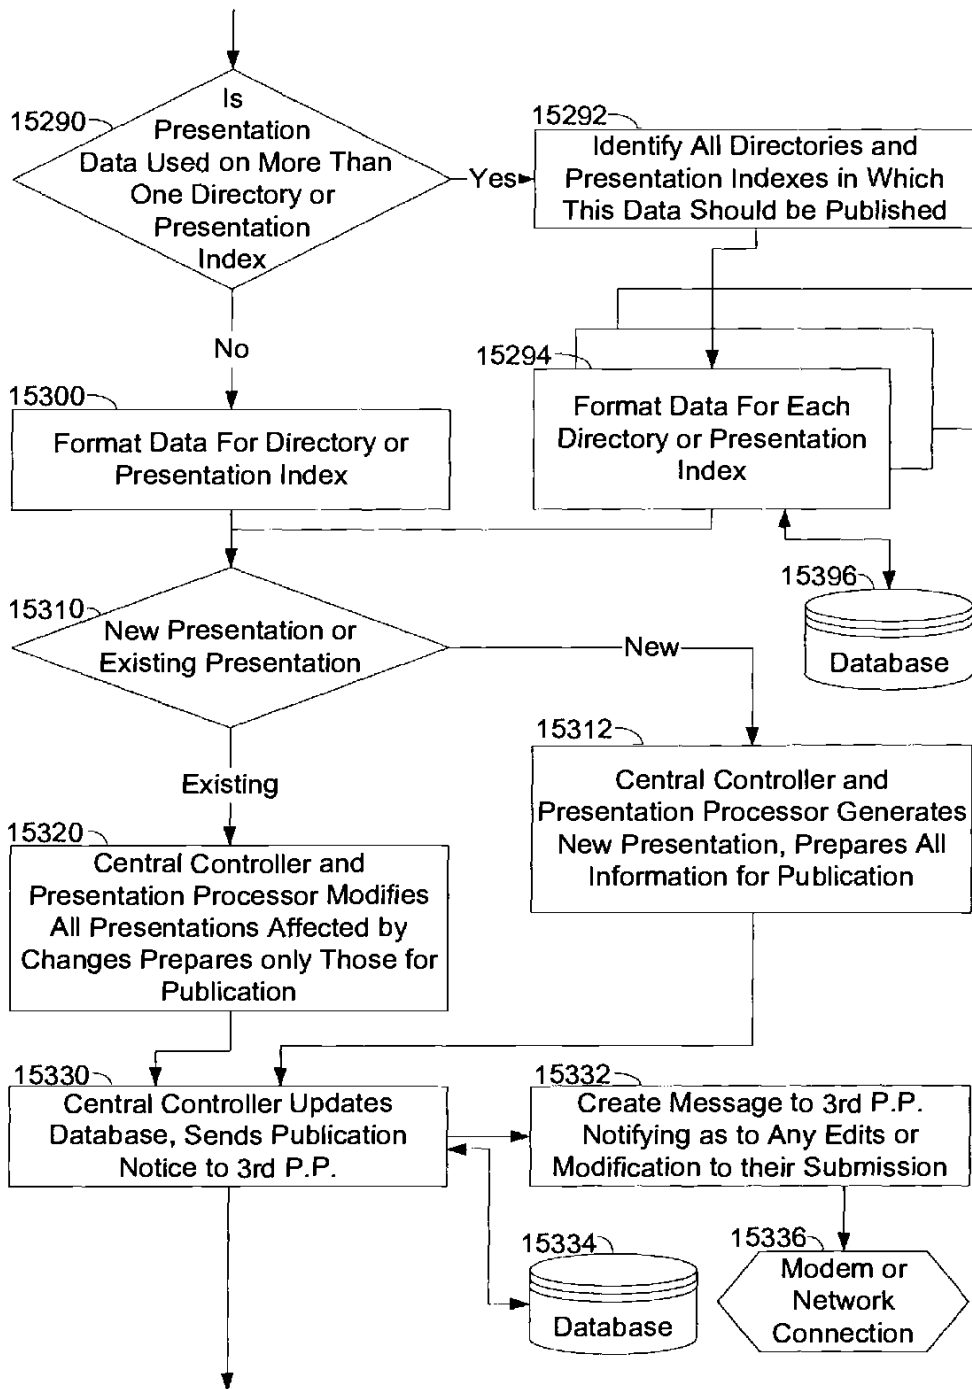 15290
Is
Presentation
Data Used on More Than
One Directory or
Presentation
Index
Yes
15292
Identify All Directories and
Presentation Indexes in Which
This Data Should be Published
No
15294
Format Data For Each
Directory or Presentation
Index
15300
Format Data For Directory or
Presentation Index
15396
Database
15310
New Presentation or
Existing Presentation
New
15312
Central Controller and
Presentation Processor Generates
New Presentation, Prepares All
Information for Publication
Existing
15320
Central Controller and
Presentation Processor Modifies
All Presentations Affected by
Changes Prepares only Those for
Publication
15330
Central Controller Updates
Database, Sends Publication
Notice to 3rd P.P.
15332
Create Message to 3rd P.P.
Notifying as to Any Edits or
Modification to their Submission
15334
Database
15336
Modem or
Network
Connection